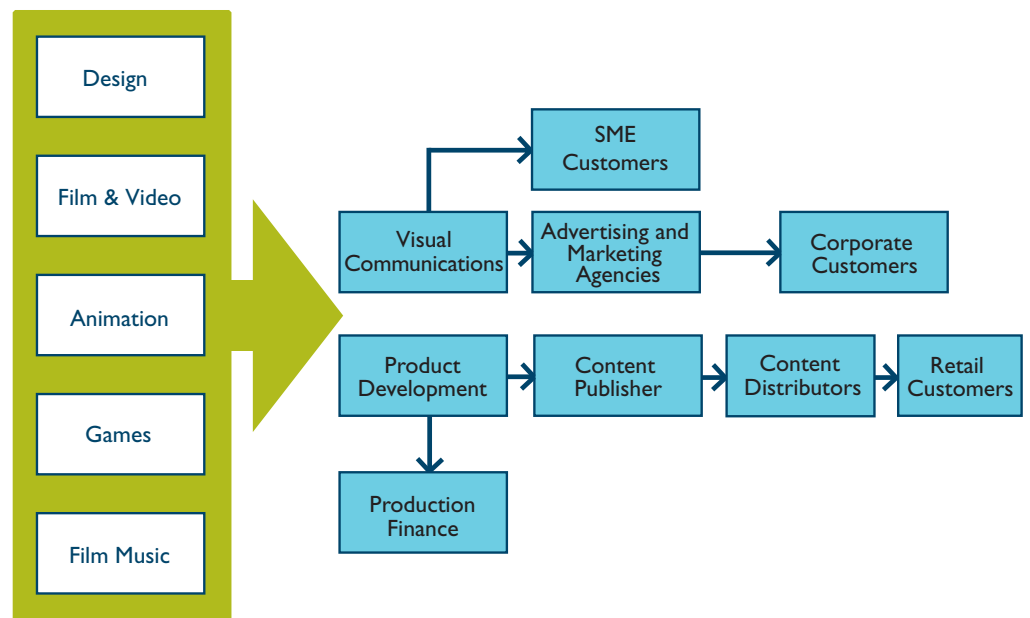 Design
Film & Video
Animation
Games
Film Music
SME
Customers
Visual
Communications
Advertising and
Marketing
Agencies
Corporate
Customers
Product
Development
Content
Publisher
Content
Distributors
Retail
Customers
Production
Finance